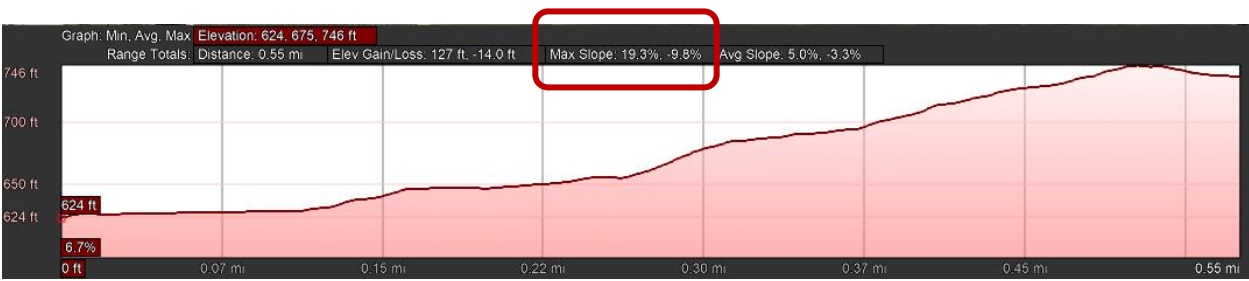 Graph: Min, Avg, Max Elevation: 624, 675, 746 ft
Range Totals: Distance: 0.55 mi Elev Gain/Loss: 127 ft, -14.0 ft Max Slope: 19.3%, -9.8% Avg Slope: 5.0%, -3.3%
746 ft
700 ft
650 ft
624 ft
624 ft
6.7%
0 ft 0.07 mi 0.15 mi 0.22 mi 0.30 mi 0.37 mi 0.45 mi 0.55 mi